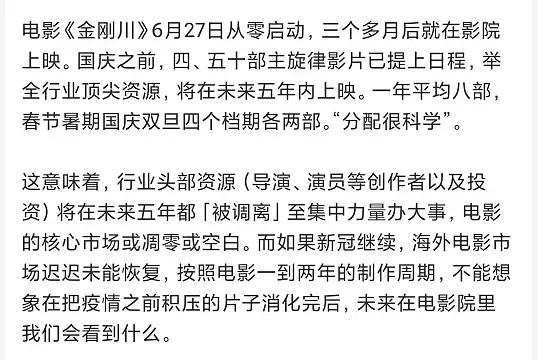 电影《金刚川》6月27日从零启动，三个多月后就在影院
上映。国庆之前，四、五十部主旋律影片已提上日程，举
全行业顶尖资源，将在未来五年内上映。一年平均八部，
春节暑期国庆双旦四个档期各两部。“分配很科学”。
这意味着，行业头部资源（导演、演员等创作者以及投
资）将在未来五年都「被调离」至集中力量办大事，电影
的核心市场或凋零或空白。而如果新冠继续，海外电影市
场迟迟未能恢复，按照电影一到两年的制作周期，不能想
象在把疫情之前积压的片子消化完后，未来在电影院里
我们会看到什么。